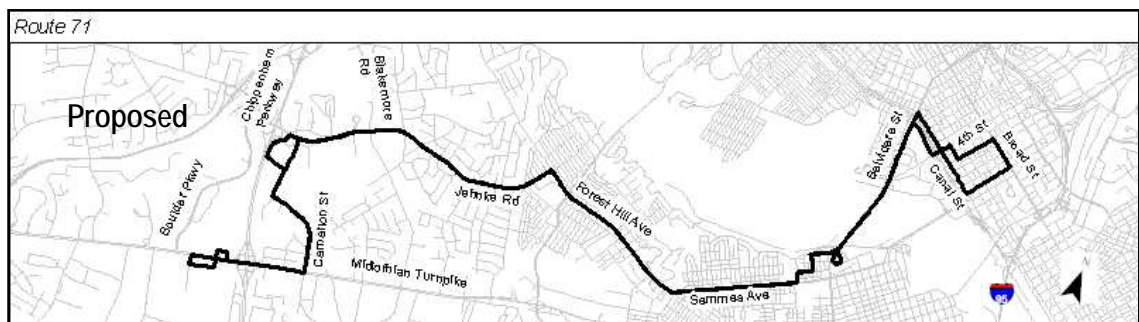 Route 71
Proposed
Chippenham
Parkway
Blakemore
Rd
Boulder Pkwy
Carnation St
Jahnke Rd
Forest Hill Ave
Midlothian Turnpike
Semmes Ave
Belvidere St
4th St
Broad St
Canal St
95